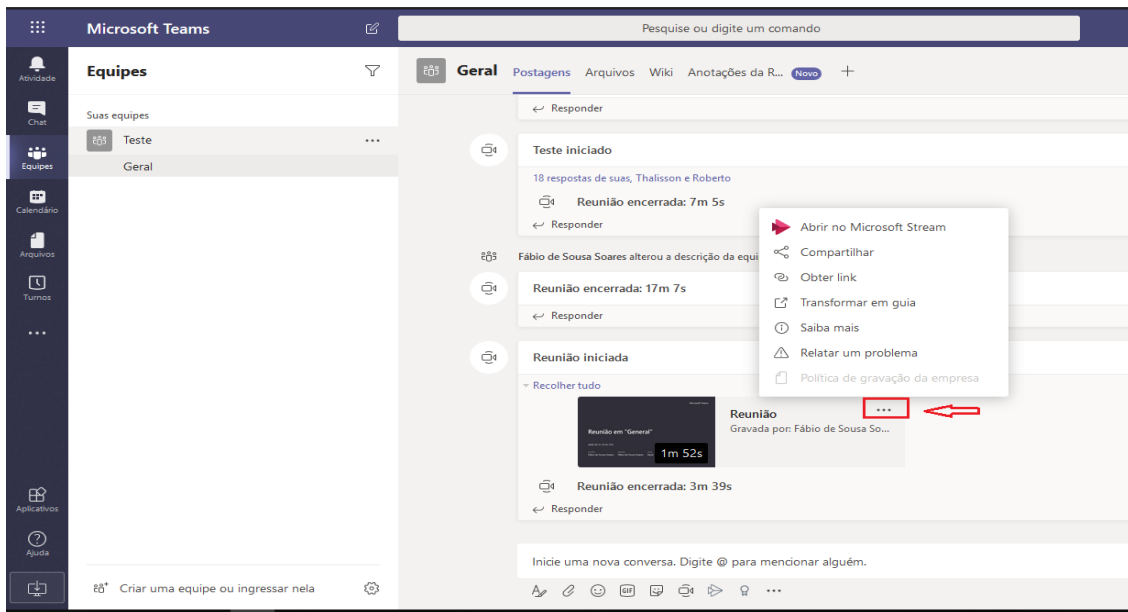 Microsoft Teams
Pesquise ou digite um comando
Atividade
Chat
Equipes
Calendário
Arquivos
Turnos
Aplicativos
Ajuda
Equipes
Suas equipes
Teste
Geral
Criar uma equipe ou ingressar nela
Geral Postagens Arquivos Wiki Anotações da R... Novo
Responder
Teste iniciado
18 respostas de suas, Thalisson e Roberto
Reunião encerrada: 7m 5s
Responder
Fábio de Sousa Soares alterou a descrição da equi
Reunião encerrada: 17m 7s
Responder
Reunião iniciada
Recolher tudo
Reunião em "General"
1m 52s
Reunião
Gravada por: Fábio de Sousa So...
Reunião encerrada: 3m 39s
Responder
Abrir no Microsoft Stream
Compartilhar
Obter link
Transformar em guia
Saiba mais
Relatar um problema
Política de gravação da empresa
Inicie uma nova conversa. Digite @ para mencionar alguém.
GIF